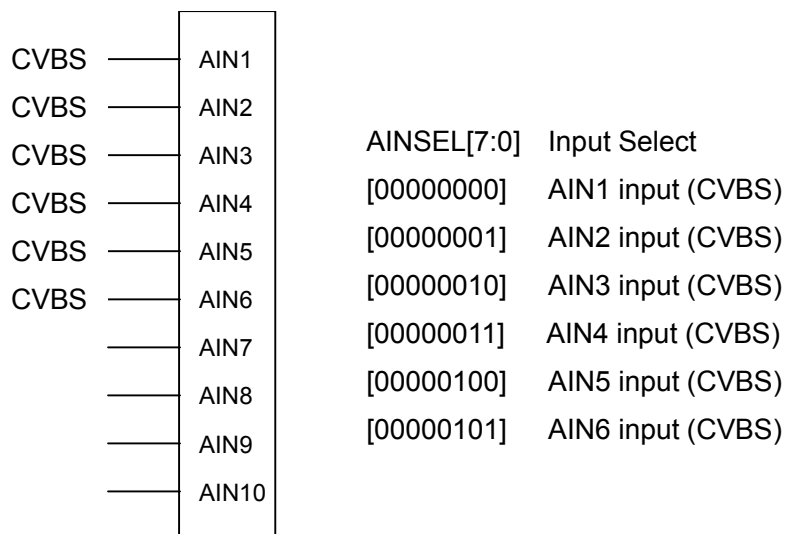 CVBS AIN1
CVBS AIN2
CVBS AIN3
CVBS AIN4
CVBS AIN5
CVBS AIN6
AIN7
AIN8
AIN9
AIN10
AINSEL[7:0] Input Select
[00000000] AIN1 input (CVBS)
[00000001] AIN2 input (CVBS)
[00000010] AIN3 input (CVBS)
[00000011] AIN4 input (CVBS)
[00000100] AIN5 input (CVBS)
[00000101] AIN6 input (CVBS)